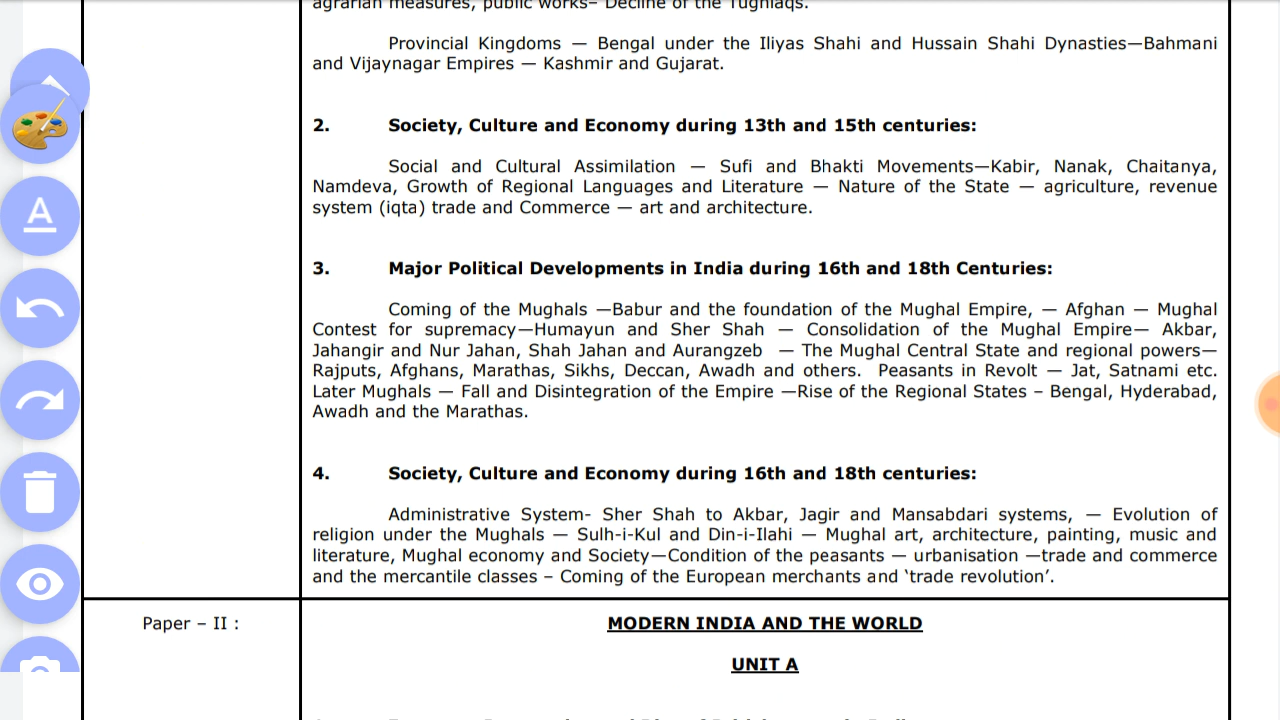 agrarian measures, public works– Decline of the Tughlaqs.
Provincial Kingdoms — Bengal under the Iliyas Shahi and Hussain Shahi Dynasties—Bahmani
and Vijaynagar Empires — Kashmir and Gujarat.
2. Society, Culture and Economy during 13th and 15th centuries:
Social and Cultural Assimilation — Sufi and Bhakti Movements—Kabir, Nanak, Chaitanya,
Namdeva, Growth of Regional Languages and Literature — Nature of the State — agriculture, revenue
system (iqta) trade and Commerce — art and architecture.
3. Major Political Developments in India during 16th and 18th Centuries:
Coming of the Mughals —Babur and the foundation of the Mughal Empire, — Afghan — Mughal
Contest for supremacy—Humayun and Sher Shah — Consolidation of the Mughal Empire— Akbar,
Jahangir and Nur Jahan, Shah Jahan and Aurangzeb — The Mughal Central State and regional powers—
Rajputs, Afghans, Marathas, Sikhs, Deccan, Awadh and others. Peasants in Revolt — Jat, Satnami etc.
Later Mughals — Fall and Disintegration of the Empire —Rise of the Regional States – Bengal, Hyderabad,
Awadh and the Marathas.
4. Society, Culture and Economy during 16th and 18th centuries:
Administrative System- Sher Shah to Akbar, Jagir and Mansabdari systems, — Evolution of
religion under the Mughals — Sulh-i-Kul and Din-i-Ilahi — Mughal art, architecture, painting, music and
literature, Mughal economy and Society—Condition of the peasants — urbanisation —trade and commerce
and the mercantile classes – Coming of the European merchants and ‘trade revolution’.
Paper – II :
MODERN INDIA AND THE WORLD
UNIT A